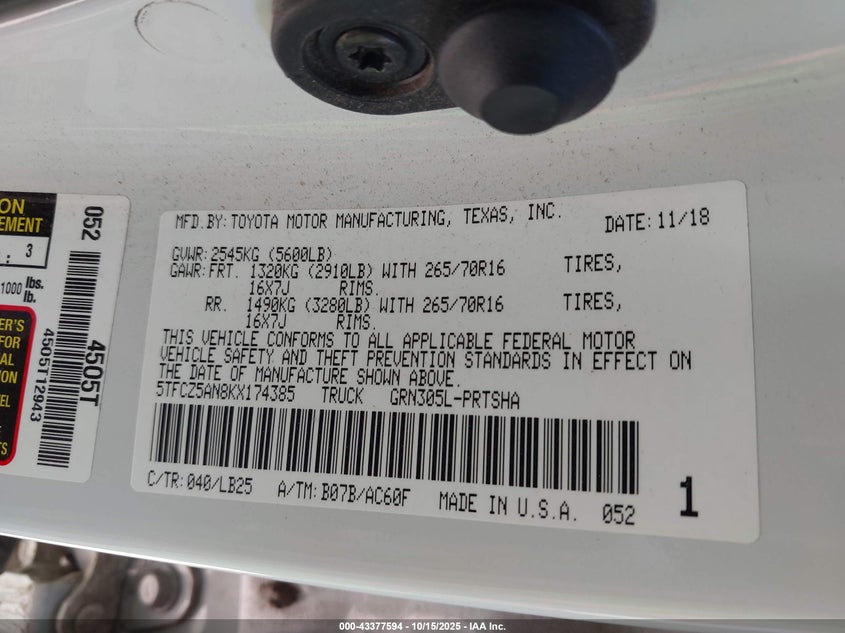 ON
EMENT
: 3
1000 lbs.
lb.
ER'S
FOR
AL
ION
EL
TS
052
4505T
4505T12943
MFD.BY:TOYOTA MOTOR MANUFACTURING, TEXAS, INC. DATE:11/18
GVWR:2545KG (5600LB)
GAWR:FRT. 1320KG (2910LB) WITH 265/70R16 TIRES,
16X7J RIMS.
RR. 1490KG (3280LB) WITH 265/70R16 TIRES,
16X7J RIMS.
THIS VEHICLE CONFORMS TO ALL APPLICABLE FEDERAL MOTOR
VEHICLE SAFETY AND THEFT PREVENTION STANDARDS IN EFFECT ON
THE DATE OF MANUFACTURE SHOWN ABOVE.
5TFCZ5AN8KX174385 TRUCK GRN305L-PRTSHA
C/TR:040/LB25 A/TM:B07B/AC60F MADE IN U.S.A. 052 1
000-43377594 - 10/15/2025 - IAA Inc.